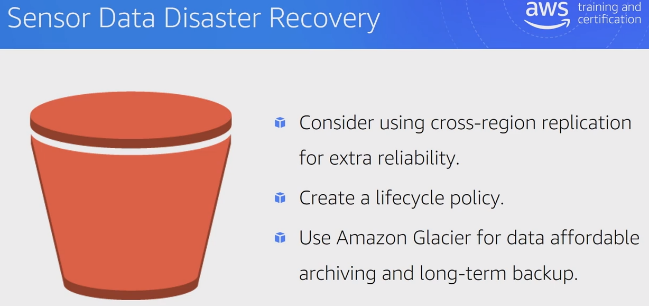 Sensor Data Disaster Recovery
aws training and
certification
Consider using cross-region replication
for extra reliability.
Create a lifecycle policy.
Use Amazon Glacier for data affordable
archiving and long-term backup.